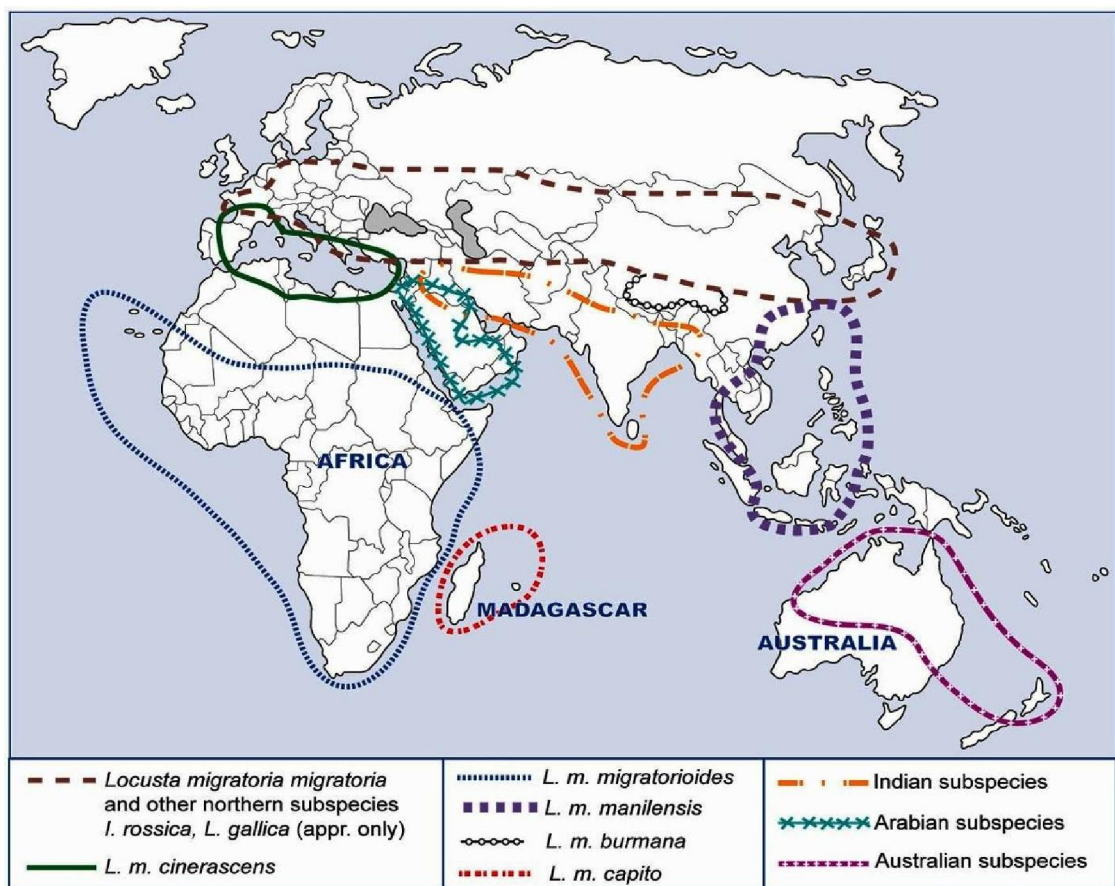 AFRICA
MADAGASCAR
AUSTRALIA
Locusta migratoria migratoria
and other northern subspecies
l. rossica, L. gallica (appr. only)
L. m. cinerascens
L. m. migratorioides
L. m. manilensis
L. m. burmana
L. m. capito
Indian subspecies
Arabian subspecies
Australian subspecies